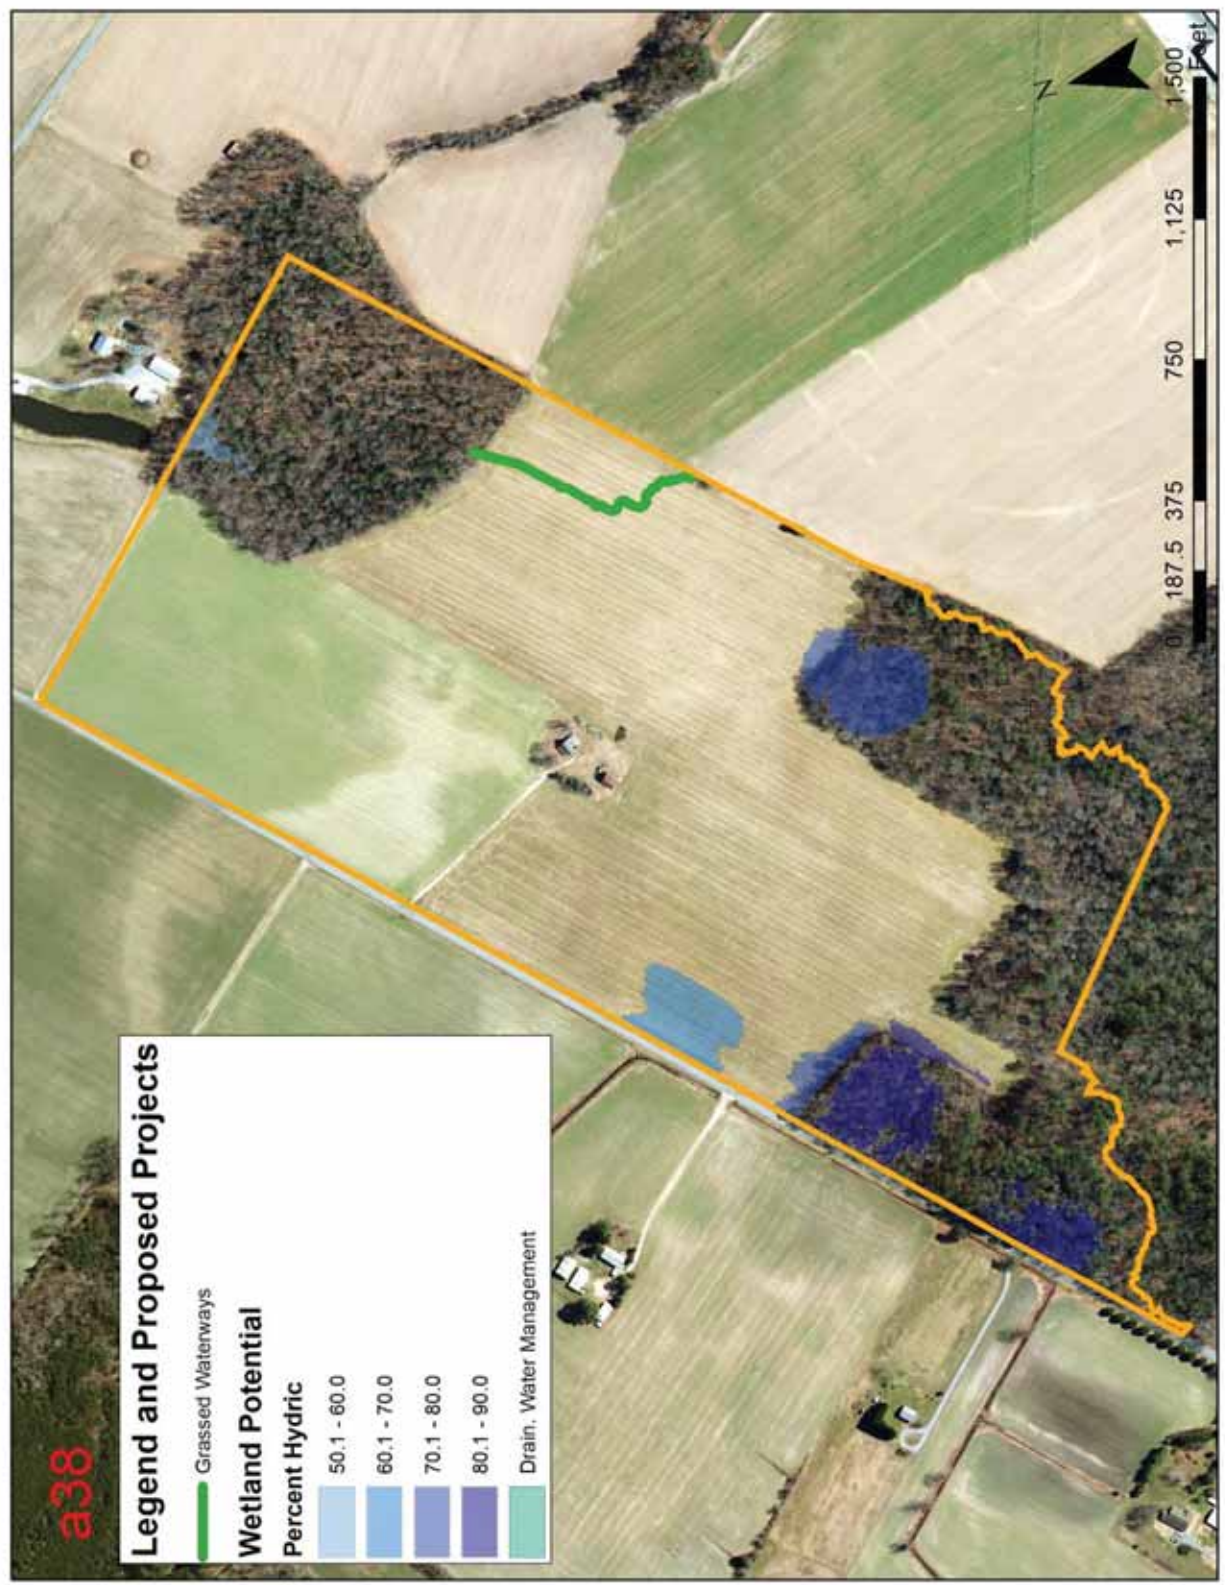 a38
Legend and Proposed Projects
Grassed Waterways
Wetland Potential
Percent Hydric
50.1 - 60.0
60.1 - 70.0
70.1 - 80.0
80.1 - 90.0
Drain. Water Management
N
0 187.5 375 750 1,125 1,500
Feet